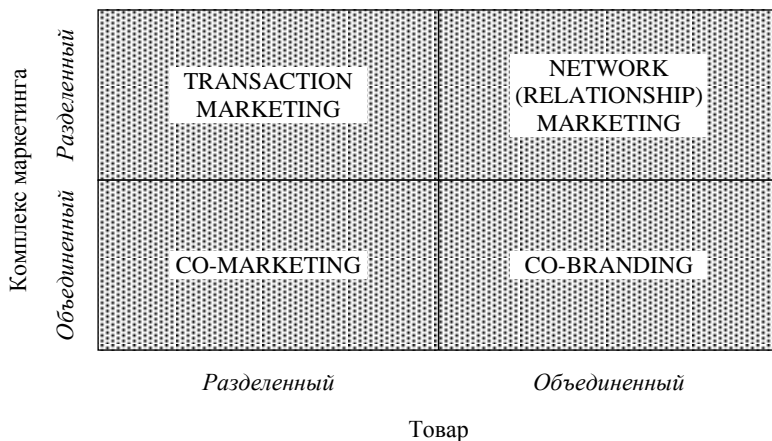 Комплекс маркетинга
Разделенный
Объединенный
TRANSACTION
MARKETING
NETWORK
(RELATIONSHIP)
MARKETING
CO-MARKETING
CO-BRANDING
Разделенный
Объединенный
Товар